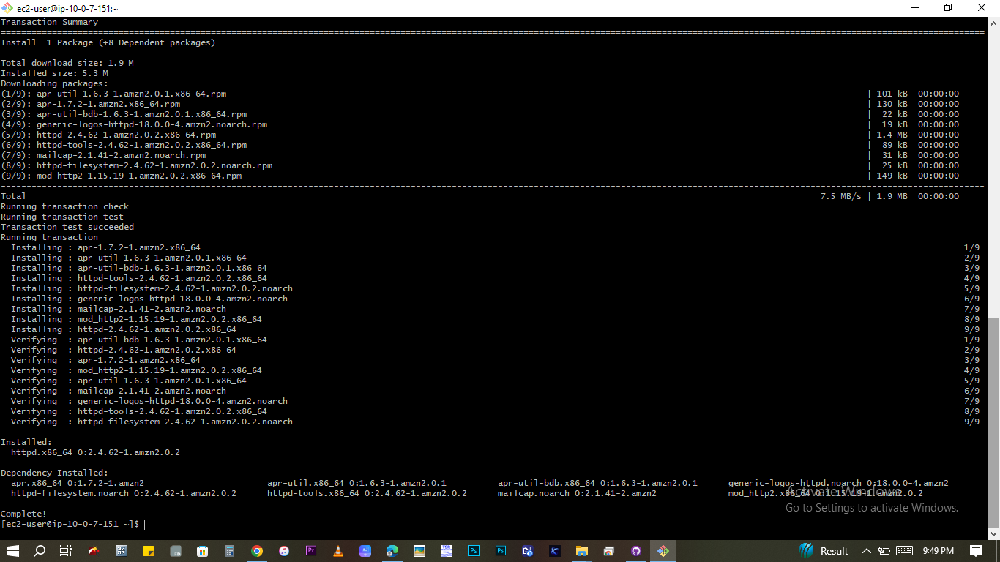 ec2-user@ip-10-0-7-151:~
Transaction Summary
================================================================================
Install  1 Package (+8 Dependent packages)
Total download size: 1.9 M
Installed size: 5.3 M
Downloading packages:
(1/9): apr-util-1.6.3-1.amzn2.0.1.x86_64.rpm | 101 kB  00:00:00
(2/9): apr-1.7.2-1.amzn2.x86_64.rpm | 130 kB  00:00:00
(3/9): apr-util-bdb-1.6.3-1.amzn2.0.1.x86_64.rpm | 22 kB  00:00:00
(4/9): generic-logos-httpd-18.0.0-4.amzn2.noarch.rpm | 19 kB  00:00:00
(5/9): httpd-2.4.62-1.amzn2.0.2.x86_64.rpm | 1.4 MB  00:00:00
(6/9): httpd-tools-2.4.62-1.amzn2.0.2.x86_64.rpm | 89 kB  00:00:00
(7/9): mailcap-2.1.41-2.amzn2.noarch.rpm | 31 kB  00:00:00
(8/9): httpd-filesystem-2.4.62-1.amzn2.0.2.noarch.rpm | 25 kB  00:00:00
(9/9): mod_http2-1.15.19-1.amzn2.0.2.x86_64.rpm | 149 kB  00:00:00
--------------------------------------------------------------------------------
Total 7.5 MB/s | 1.9 MB  00:00:00
Running transaction check
Running transaction test
Transaction test succeeded
Running transaction
Installing : apr-1.7.2-1.amzn2.x86_64 1/9
Installing : apr-util-1.6.3-1.amzn2.0.1.x86_64 2/9
Installing : apr-util-bdb-1.6.3-1.amzn2.0.1.x86_64 3/9
Installing : httpd-tools-2.4.62-1.amzn2.0.2.x86_64 4/9
Installing : httpd-filesystem-2.4.62-1.amzn2.0.2.noarch 5/9
Installing : generic-logos-httpd-18.0.0-4.amzn2.noarch 6/9
Installing : mailcap-2.1.41-2.amzn2.noarch 7/9
Installing : mod_http2-1.15.19-1.amzn2.0.2.x86_64 8/9
Installing : httpd-2.4.62-1.amzn2.0.2.x86_64 9/9
Verifying  : apr-util-bdb-1.6.3-1.amzn2.0.1.x86_64 1/9
Verifying  : httpd-2.4.62-1.amzn2.0.2.x86_64 2/9
Verifying  : apr-1.7.2-1.amzn2.x86_64 3/9
Verifying  : mod_http2-1.15.19-1.amzn2.0.2.x86_64 4/9
Verifying  : apr-util-1.6.3-1.amzn2.0.1.x86_64 5/9
Verifying  : mailcap-2.1.41-2.amzn2.noarch 6/9
Verifying  : generic-logos-httpd-18.0.0-4.amzn2.noarch 7/9
Verifying  : httpd-tools-2.4.62-1.amzn2.0.2.x86_64 8/9
Verifying  : httpd-filesystem-2.4.62-1.amzn2.0.2.noarch 9/9
Installed:
httpd.x86_64 0:2.4.62-1.amzn2.0.2
Dependency Installed:
apr.x86_64 0:1.7.2-1.amzn2 apr-util.x86_64 0:1.6.3-1.amzn2.0.1 apr-util-bdb.x86_64 0:1.6.3-1.amzn2.0.1 generic-logos-httpd.noarch 0:18.0.0-4.amzn2
httpd-filesystem.noarch 0:2.4.62-1.amzn2.0.2 httpd-tools.x86_64 0:2.4.62-1.amzn2.0.2 mailcap.noarch 0:2.1.41-2.amzn2 mod_http2.x86_64 0:1.15.19-1.amzn2.0.2
Activate Windows
Go to Settings to activate Windows.
Complete!
[ec2-user@ip-10-0-7-151 ~]$
Pr
TSR
Ps
Ps
K
Result
9:49 PM